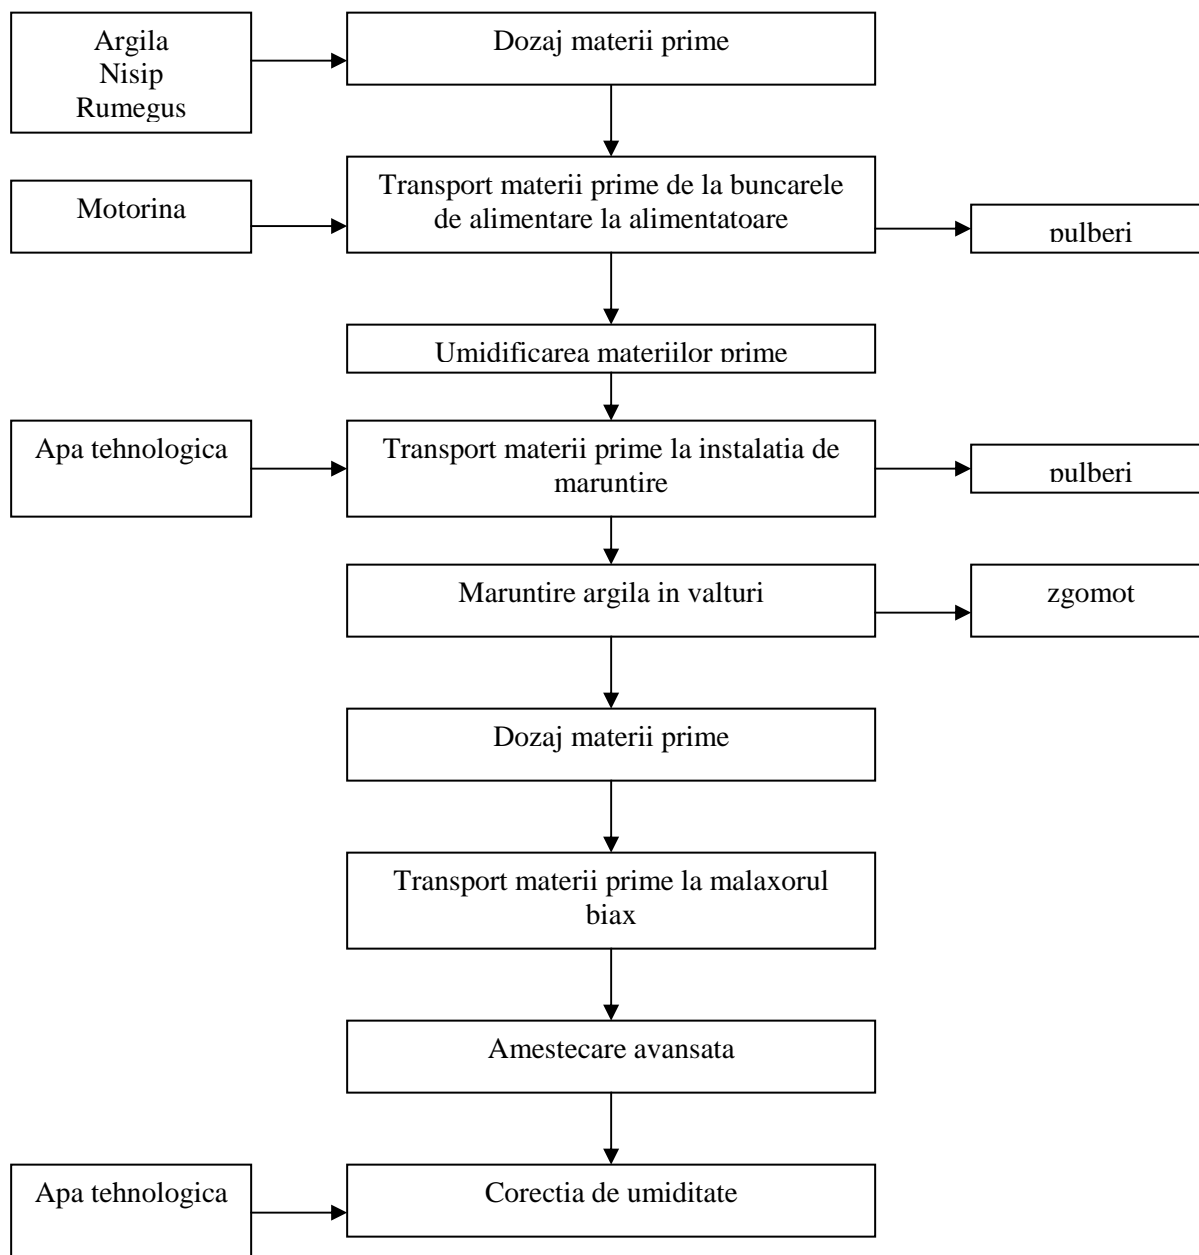 Argila
Nisip
Rumegus
Dozaj materii prime
Motorina
Transport materii prime de la buncarele
de alimentare la alimentatoare
pulberi
Umidificarea materiilor prime
Apa tehnologica
Transport materii prime la instalatia de
maruntire
pulberi
Maruntire argila in valturi
zgomot
Dozaj materii prime
Transport materii prime la malaxorul
biax
Amestecare avansata
Apa tehnologica
Corectia de umiditate